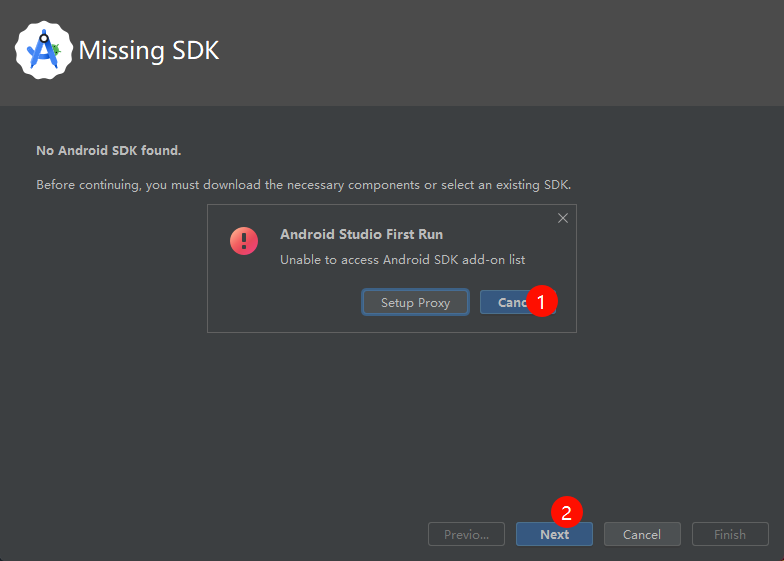 Missing SDK
No Android SDK found.
Before continuing, you must download the necessary components or select an existing SDK.
Android Studio First Run
Unable to access Android SDK add-on list
Setup Proxy
1
2
Previo...
Next
Cancel
Finish